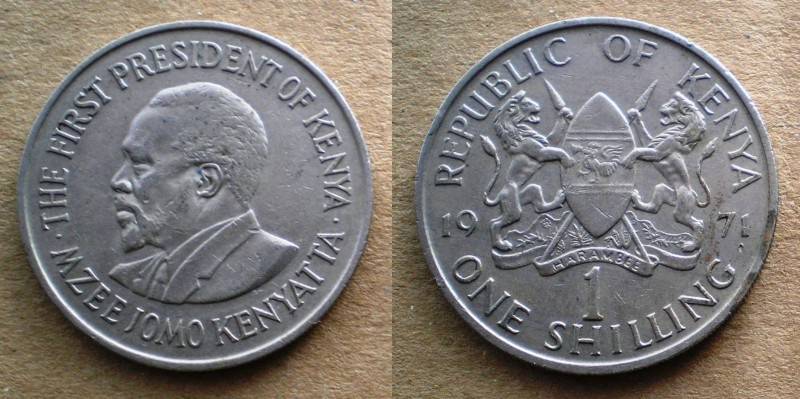 · THE FIRST PRESIDENT OF KENYA ·
MZEE JOMO KENYATTA
REPUBLIC OF KENYA
19 71
HARAMBEE
1
ONE SHILLING